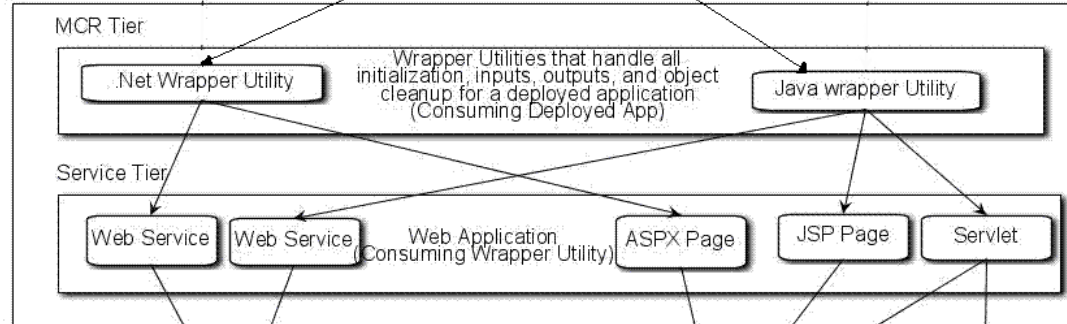 MCR Tier
.Net Wrapper Utility
Wrapper Utilities that handle all
initialization, inputs, outputs, and object
cleanup for a deployed application
(Consuming Deployed App)
Java wrapper Utility
Service Tier
Web Service
Web Service
Web Application
(Consuming Wrapper Utility)
ASPX Page
JSP Page
Servlet